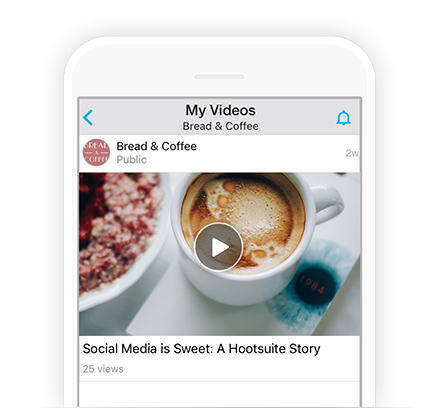 My Videos
Bread & Coffee
BREAD
&
COFFEE
Bread & Coffee
Public
2w
1984
Social Media is Sweet: A Hootsuite Story
25 views